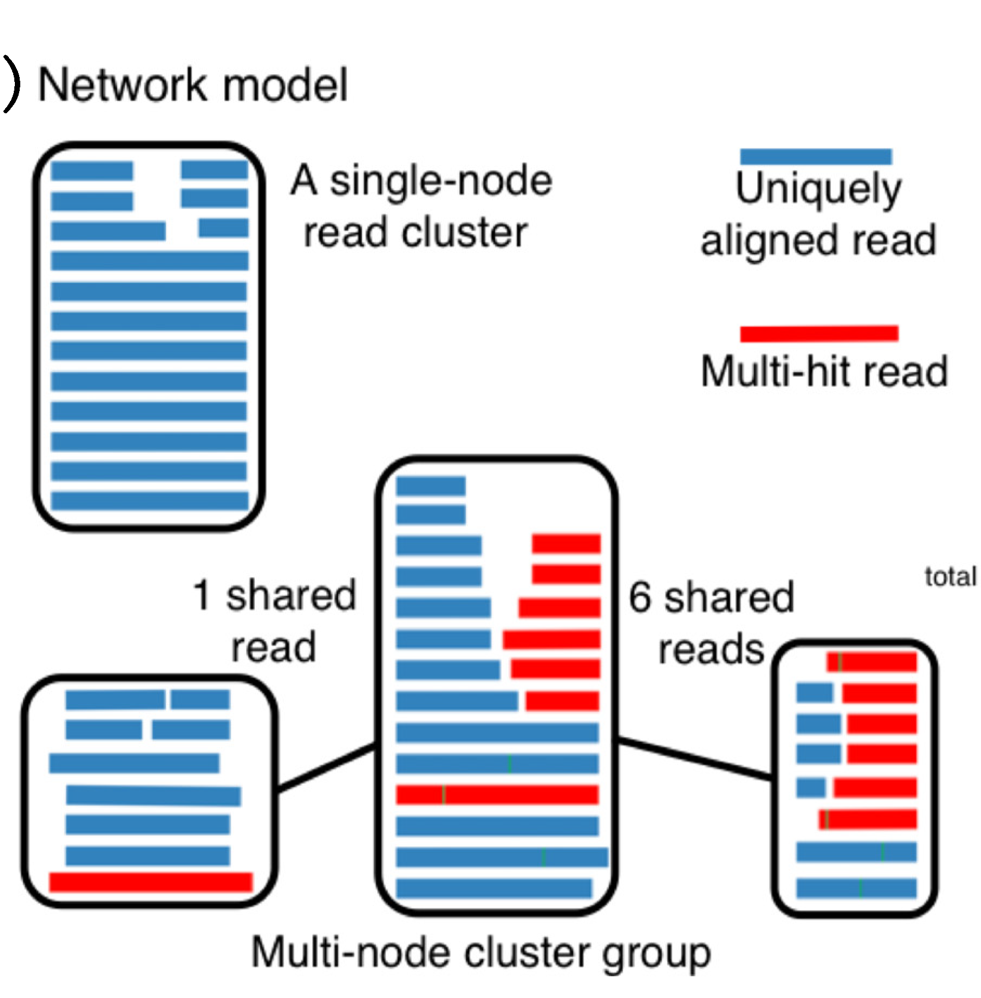 ) Network model
A single-node
read cluster
Uniquely
aligned read
Multi-hit read
1 shared
read
6 shared
reads
total
Multi-node cluster group